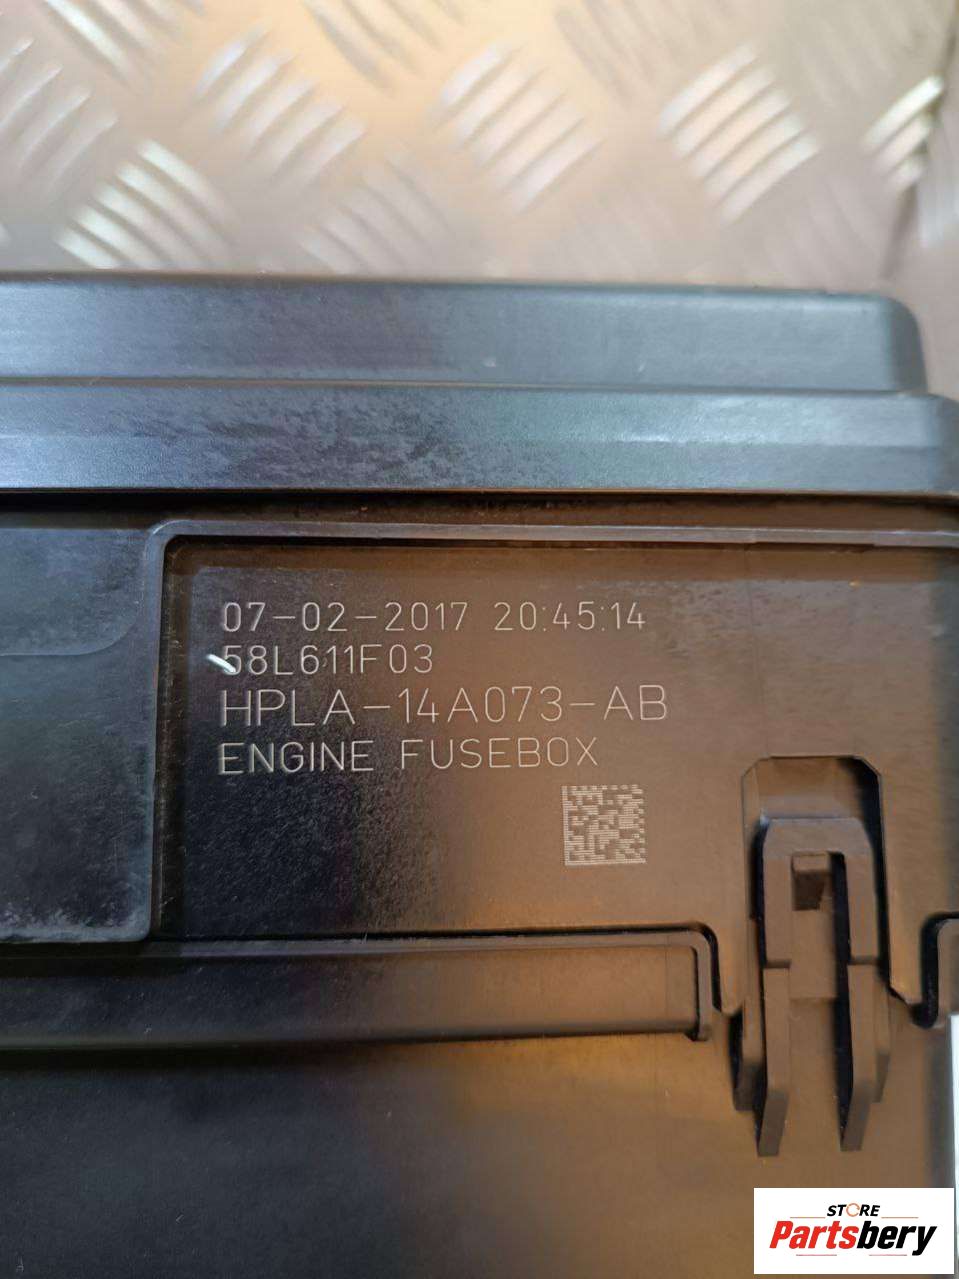 07-02-2017 20:45:14
58L611F03
HPLA-14A073-AB
ENGINE FUSEBOX
STORE
Partsbery